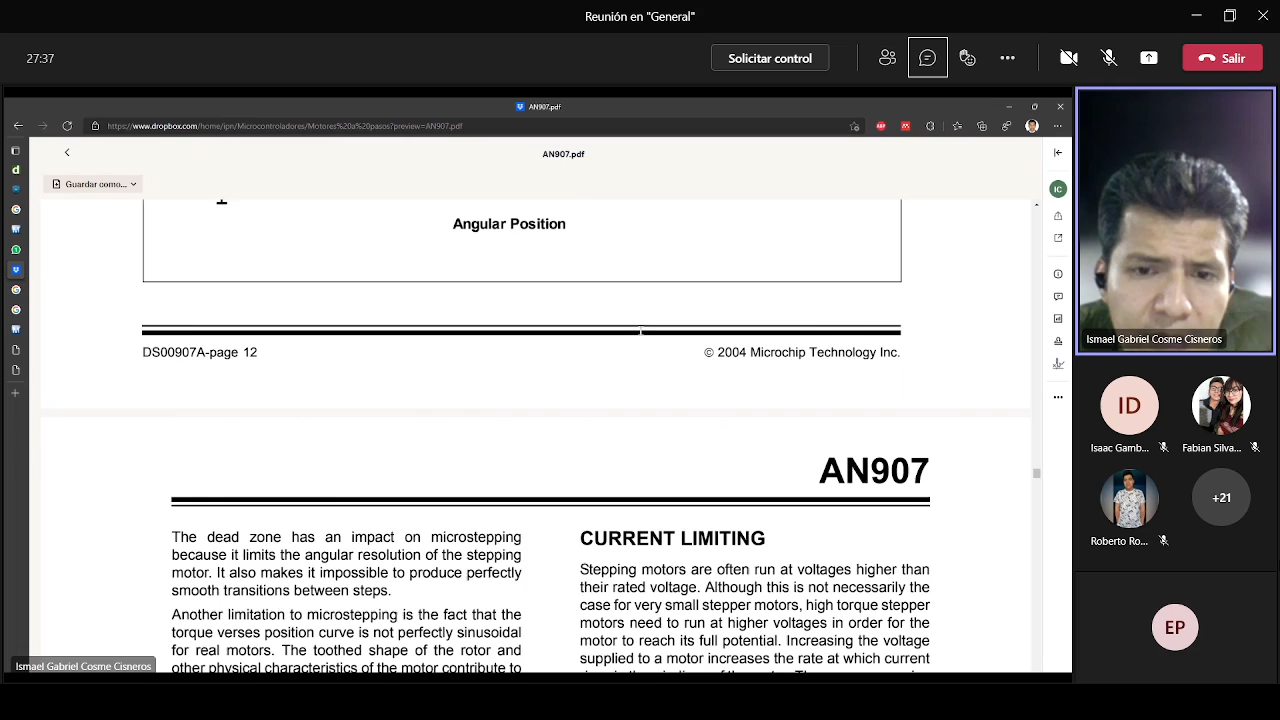 Reunión en "General"
27:37
Solicitar control
Salir
AN907.pdf
https://www.dropbox.com/home/ipn/Microcontroladores/Motores%20a%20pasos?preview=AN907.pdf
AN907.pdf
Guardar como...
IC
Angular Position
DS00907A-page 12
© 2004 Microchip Technology Inc.
AN907
The dead zone has an impact on microstepping
because it limits the angular resolution of the stepping
motor. It also makes it impossible to produce perfectly
smooth transitions between steps.
Another limitation to microstepping is the fact that the
torque verses position curve is not perfectly sinusoidal
for real motors. The toothed shape of the rotor and
other physical characteristics of the motor contribute to
CURRENT LIMITING
Stepping motors are often run at voltages higher than
their rated voltage. Although this is not necessarily the
case for very small stepper motors, high torque stepper
motors need to run at higher voltages in order for the
motor to reach its full potential. Increasing the voltage
supplied to a motor increases the rate at which current
Ismael Gabriel Cosme Cisneros
Ismael Gabriel Cosme Cisneros
ID
Isaac Gamb...
Fabian Silva...
Roberto Ro...
+21
EP